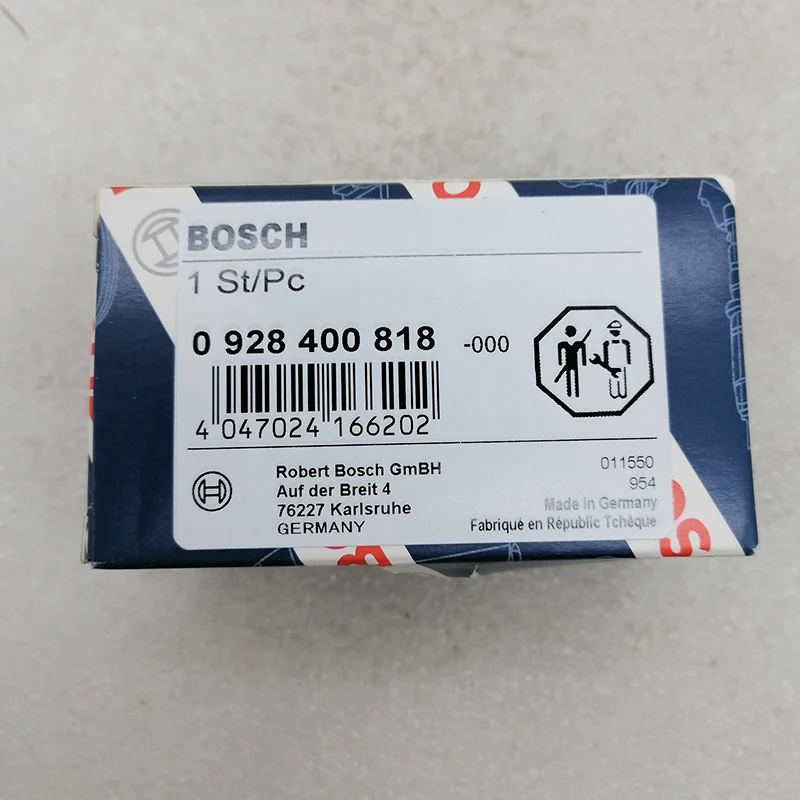 BOSCH
1 St/Pc
0 928 400 818 -000
4 047024 166202
Robert Bosch GmBH
Auf der Breit 4
76227 Karlsruhe
GERMANY
011550
954
Made in Germany
Fabriqué en Républic Tchèque